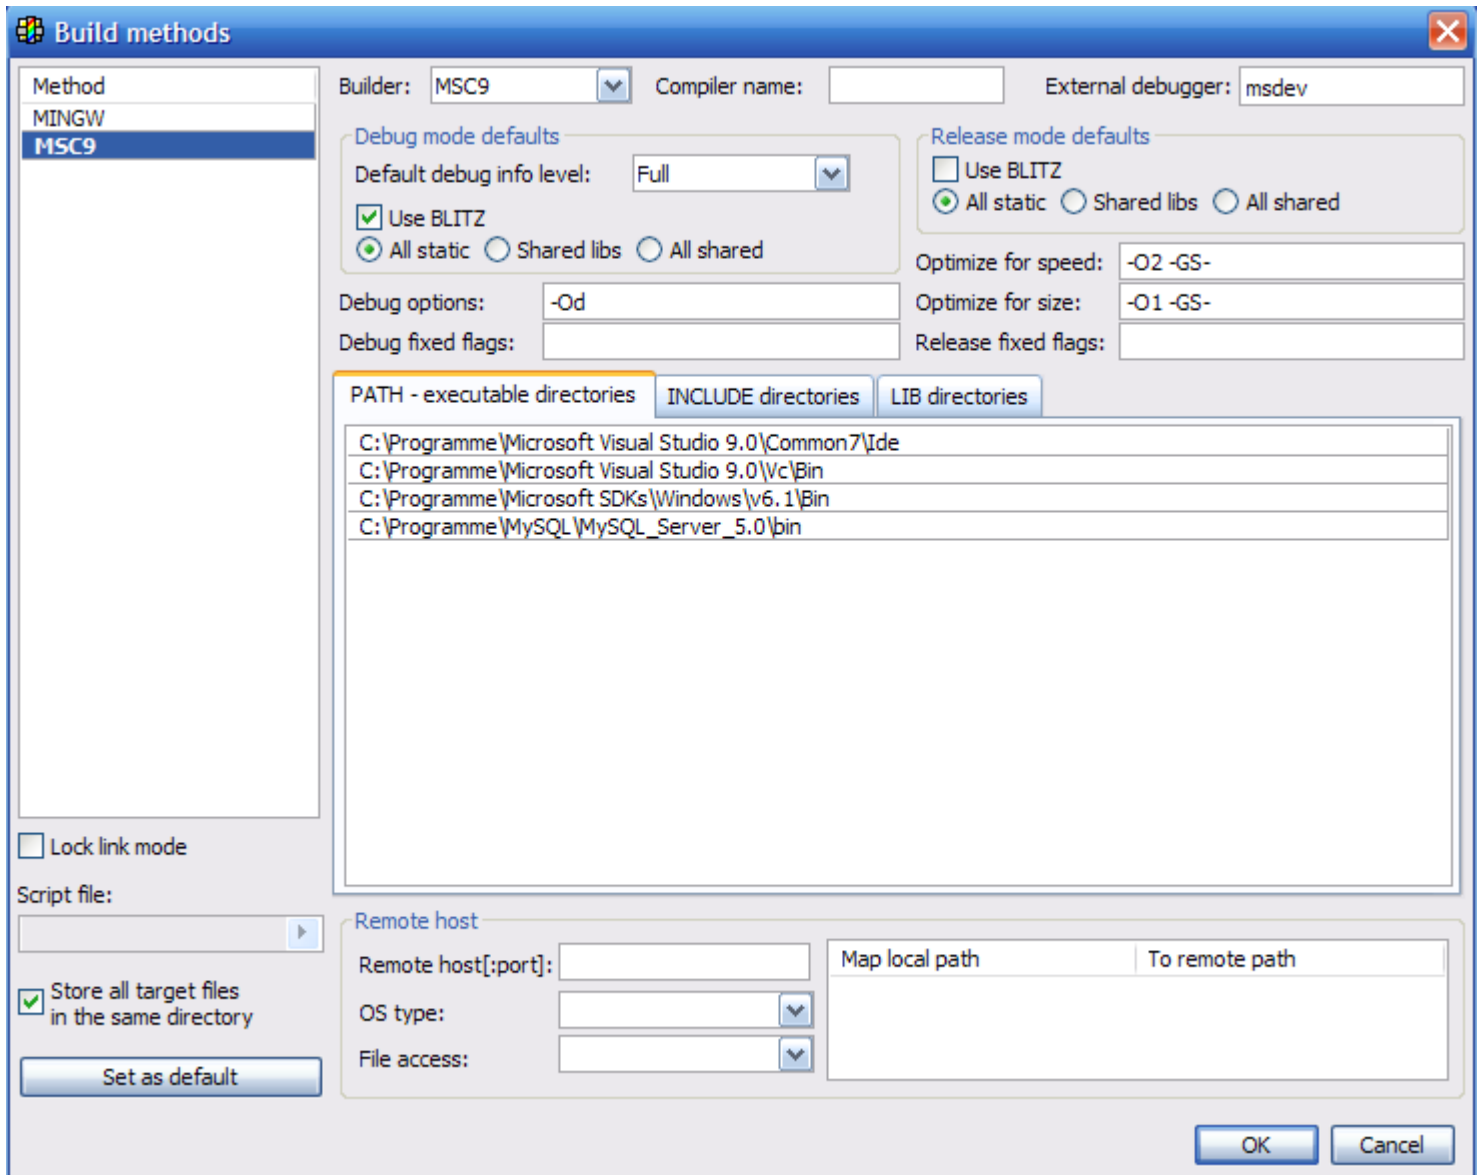 Build methods
Method
MINGW
MSC9
Builder: MSC9 Compiler name: External debugger: msdev
Debug mode defaults
Default debug info level: Full
Use BLITZ
All static Shared libs All shared
Release mode defaults
Use BLITZ
All static Shared libs All shared
Debug options: -Od
Debug fixed flags:
Optimize for speed: -O2 -GS-
Optimize for size: -O1 -GS-
Release fixed flags:
PATH - executable directories INCLUDE directories LIB directories
C:\Programme\Microsoft Visual Studio 9.0\Common7\Ide
C:\Programme\Microsoft Visual Studio 9.0\Vc\Bin
C:\Programme\Microsoft SDKs\Windows\v6.1\Bin
C:\Programme\MySQL\MySQL_Server_5.0\bin
Lock link mode
Script file:
Store all target files
in the same directory
Set as default
Remote host
Remote host[:port]:
OS type:
File access:
Map local path To remote path
OK Cancel